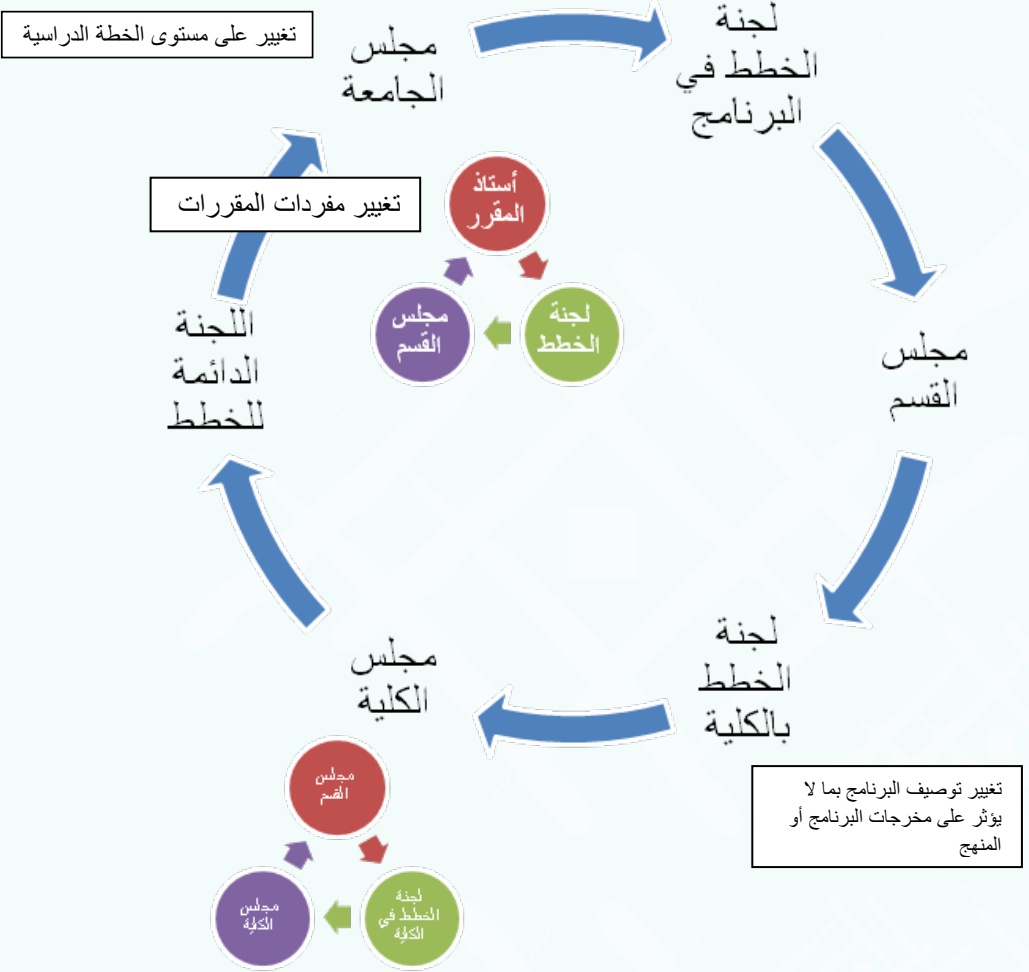 تغيير على مستوى الخطة الدراسية
مجلس
الجامعة
لجنة
الخطط في
البرنامج
مجلس
القسم
لجنة
الخطط
بالكلية
مجلس
الكلية
اللجنة
الدائمة
للخطط
تغيير مفردات المقررات
أستاذ
المقرر
لجنة
الخطط
مجلس
القسم
تغيير توصيف البرنامج بما لا
يؤثر على مخرجات البرنامج أو
المنهج
مجلس
القسم
لجنة
الخطط في
الكلية
مجلس
الكلية